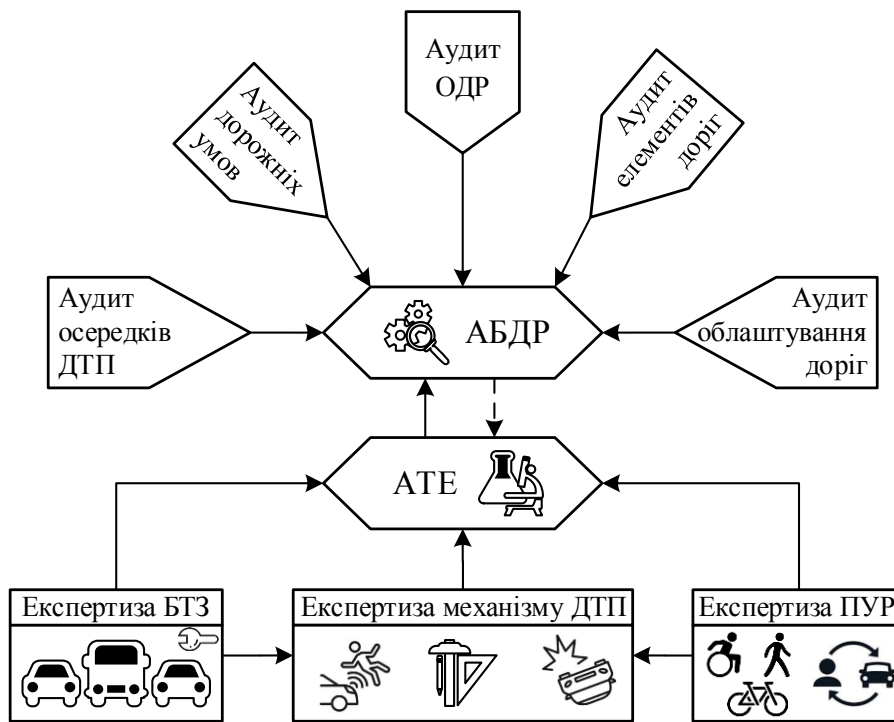 Аудит
ОДР
Аудит
дорожніх
умов
Аудит
елементів
доріг
Аудит
осередків
ДТП
АБДР
Аудит
облаштування
доріг
АТЕ
Експертиза БТЗ
Експертиза механізму ДТП
Експертиза ПУР